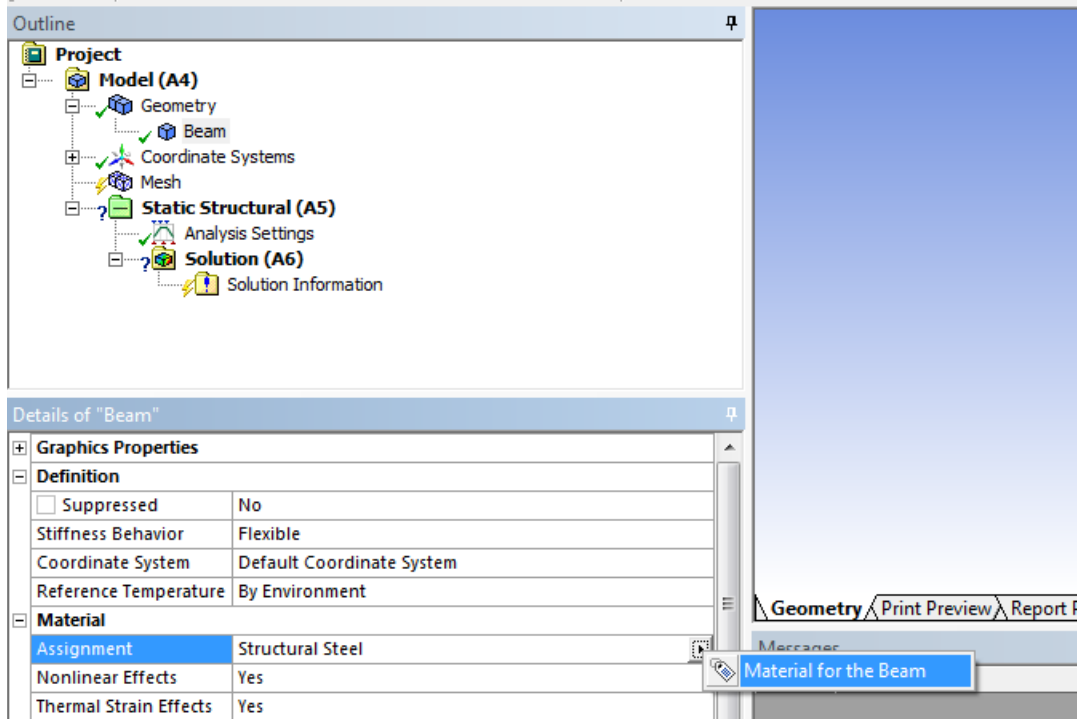 Outline
Project
Model (A4)
Geometry
Beam
Coordinate Systems
Mesh
Static Structural (A5)
Analysis Settings
Solution (A6)
Solution Information
Details of "Beam"
Graphics Properties
Definition
Suppressed No
Stiffness Behavior Flexible
Coordinate System Default Coordinate System
Reference Temperature By Environment
Material
Assignment Structural Steel
Nonlinear Effects Yes
Thermal Strain Effects Yes
Geometry Print Preview Report P
Messages
Material for the Beam